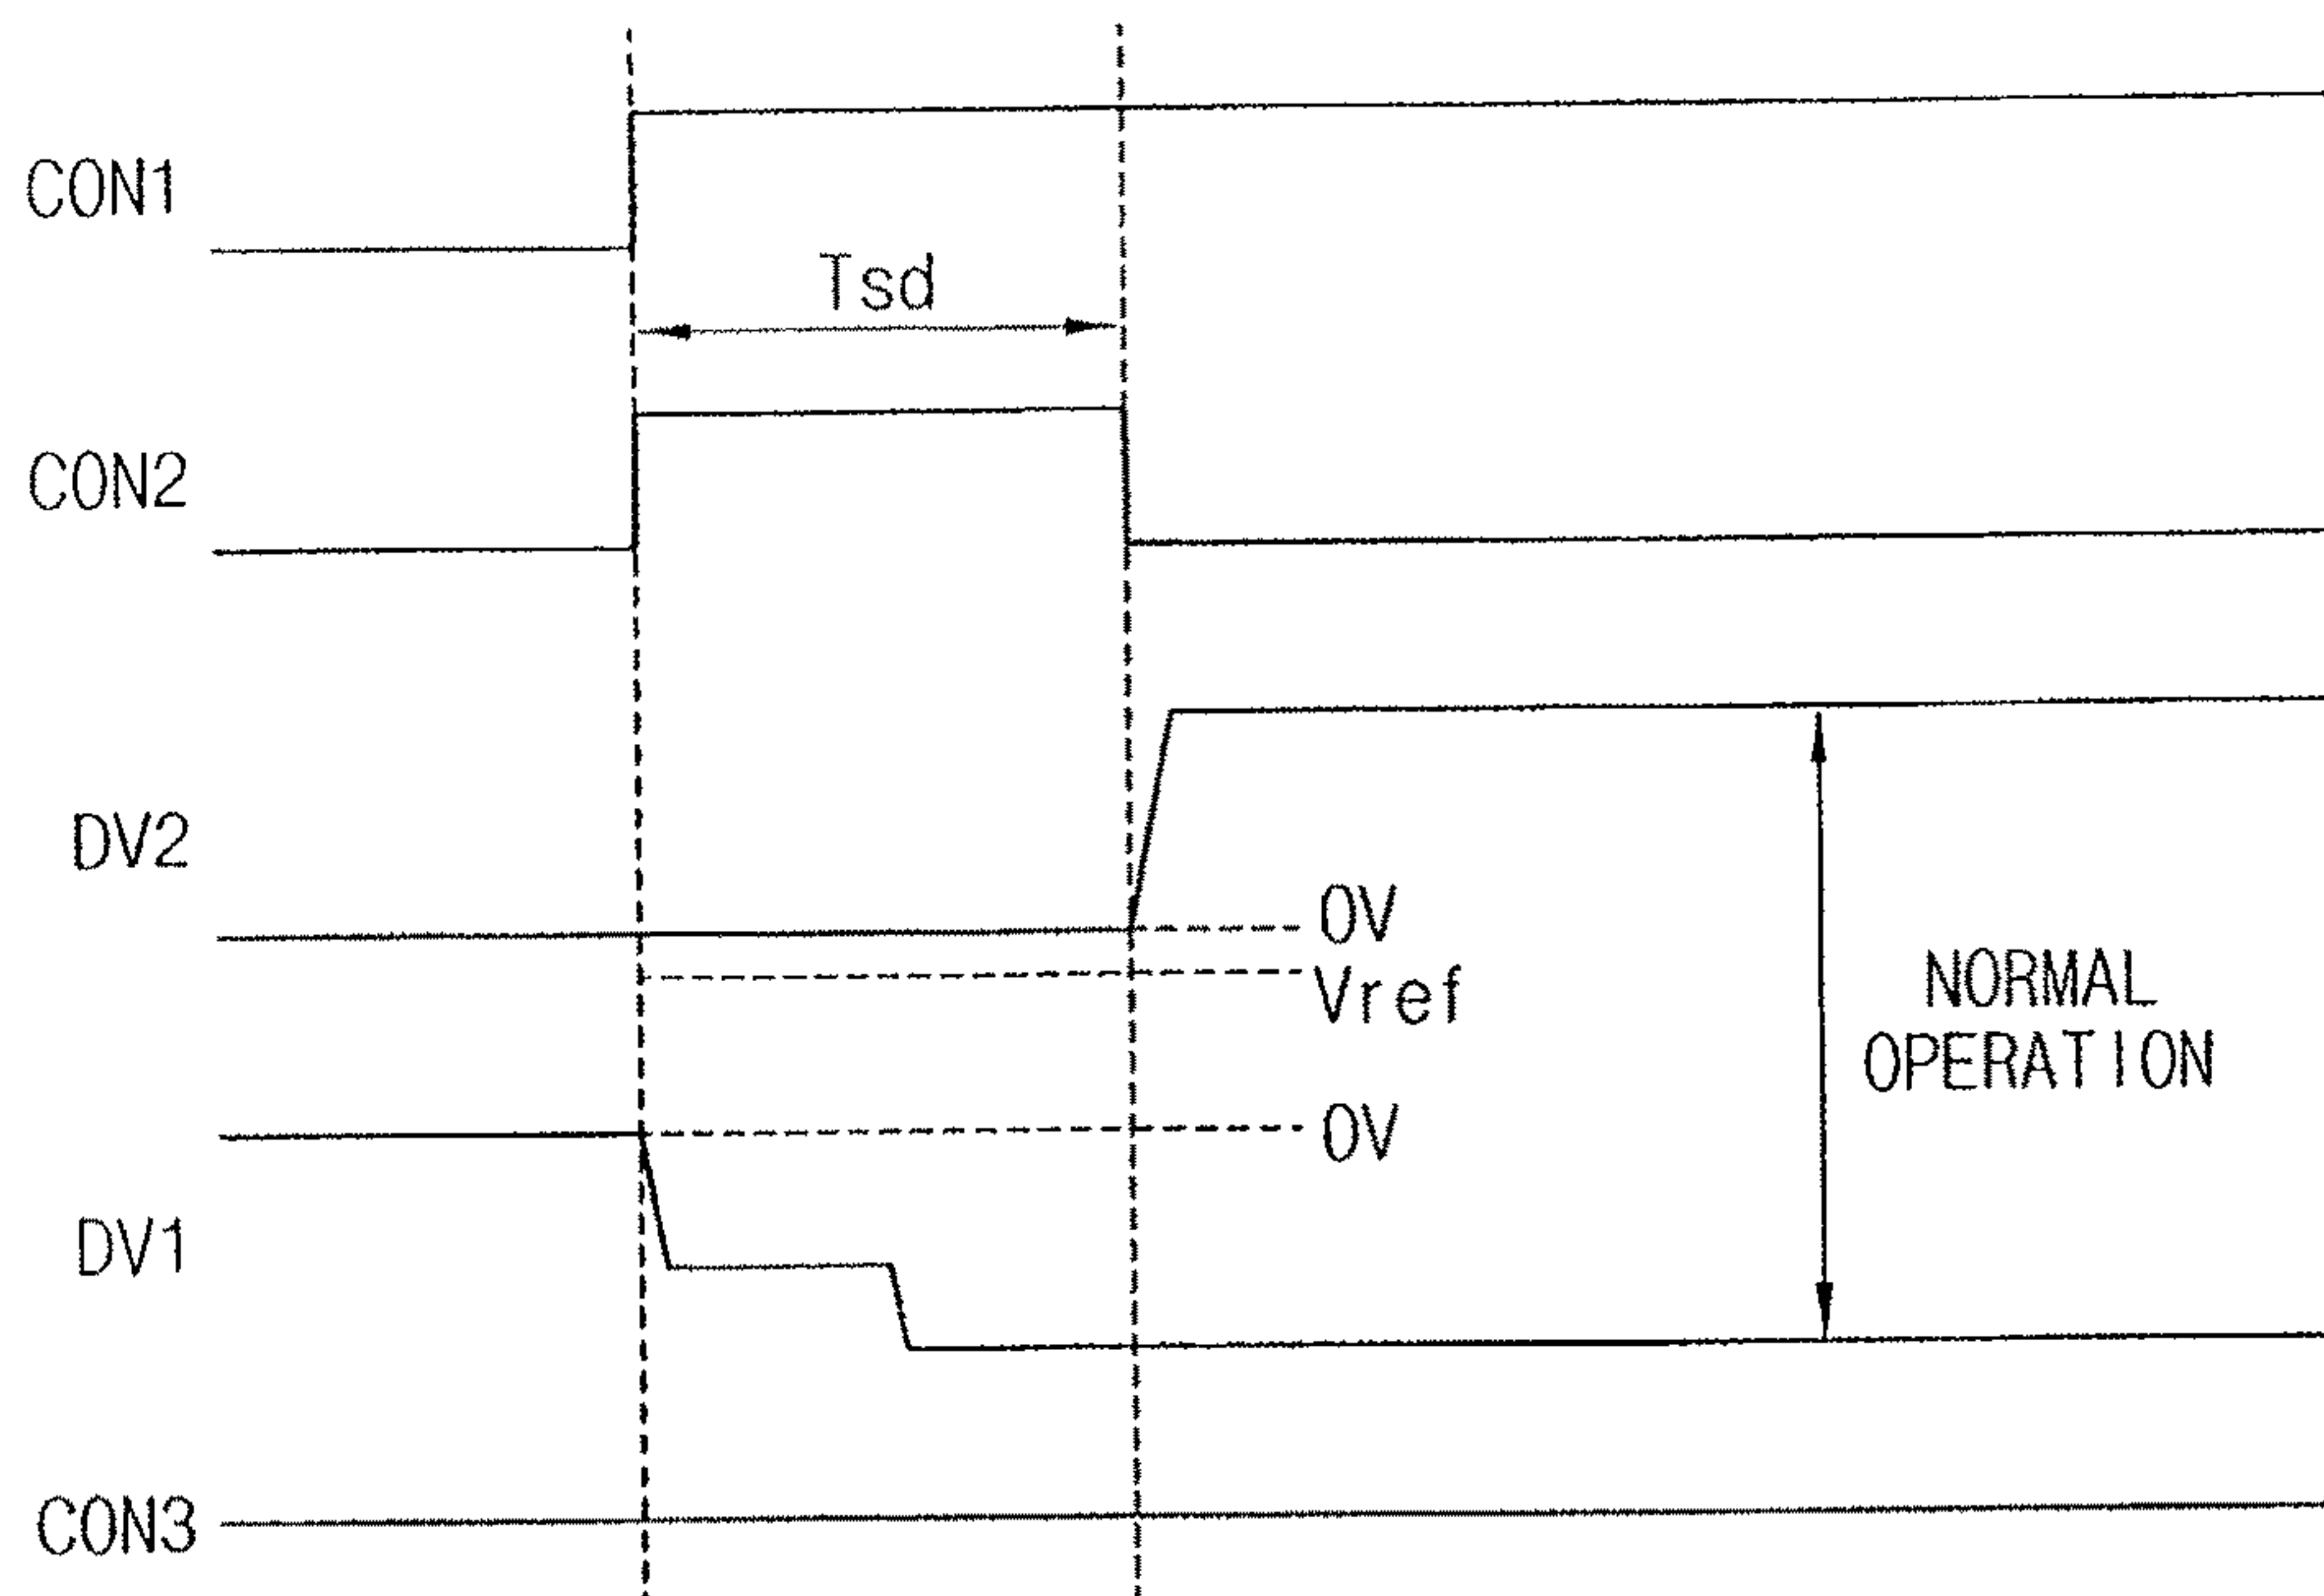 CON1
Tsd
CON2
DV2
0V
Vref
NORMAL
OPERATION
0V
DV1
CON3